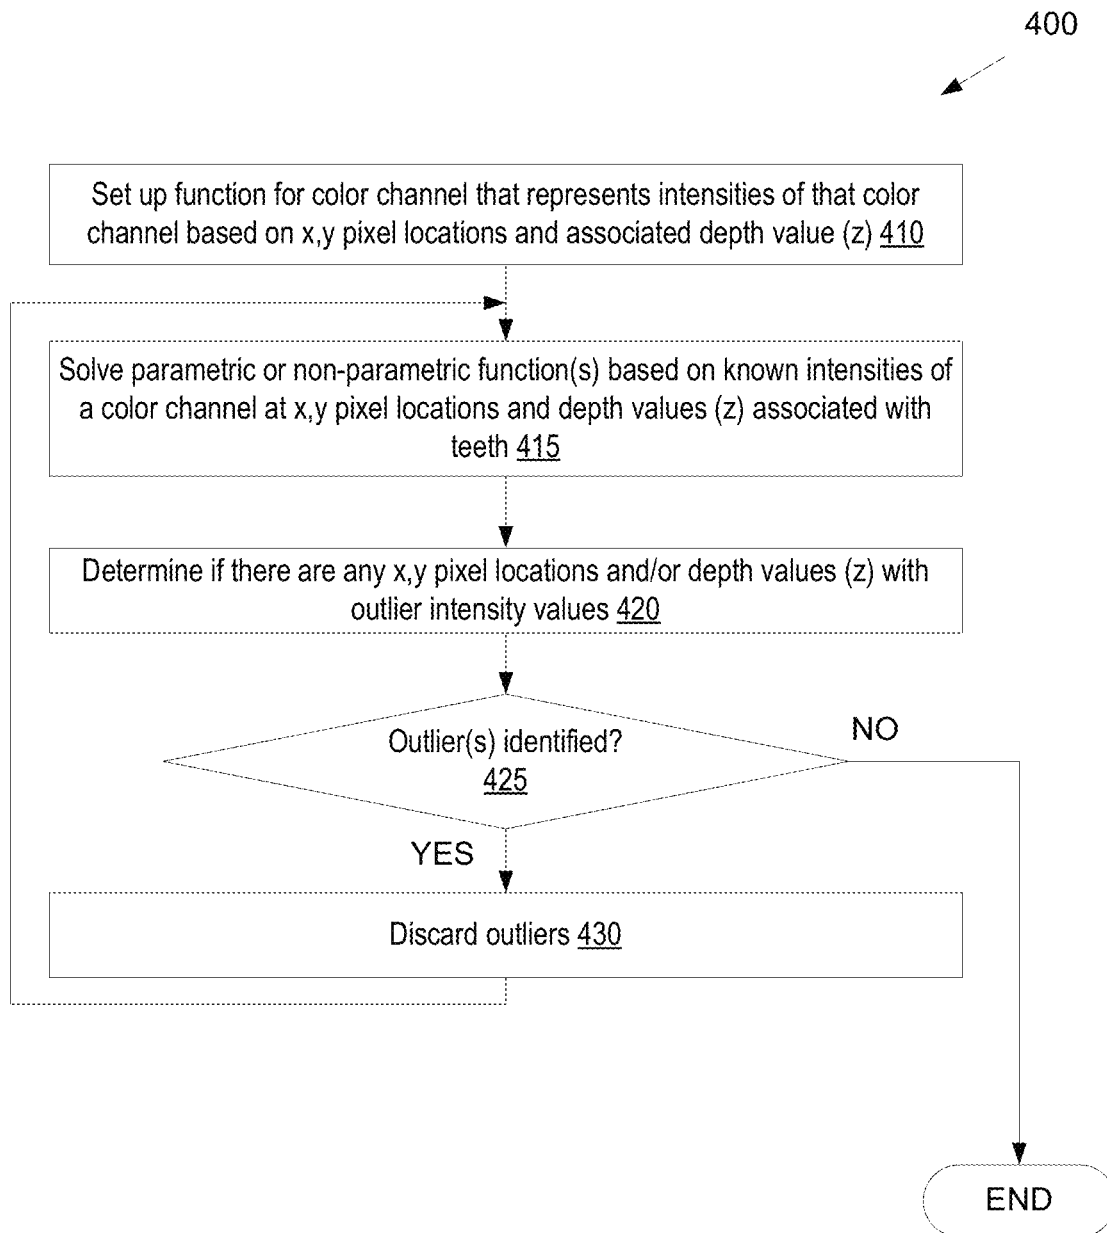 400
Set up function for color channel that represents intensities of that color
channel based on x,y pixel locations and associated depth value (z) 410
Solve parametric or non-parametric function(s) based on known intensities of
a color channel at x,y pixel locations and depth values (z) associated with
teeth 415
Determine if there are any x,y pixel locations and/or depth values (z) with
outlier intensity values 420
Outlier(s) identified?
425
NO
YES
Discard outliers 430
END